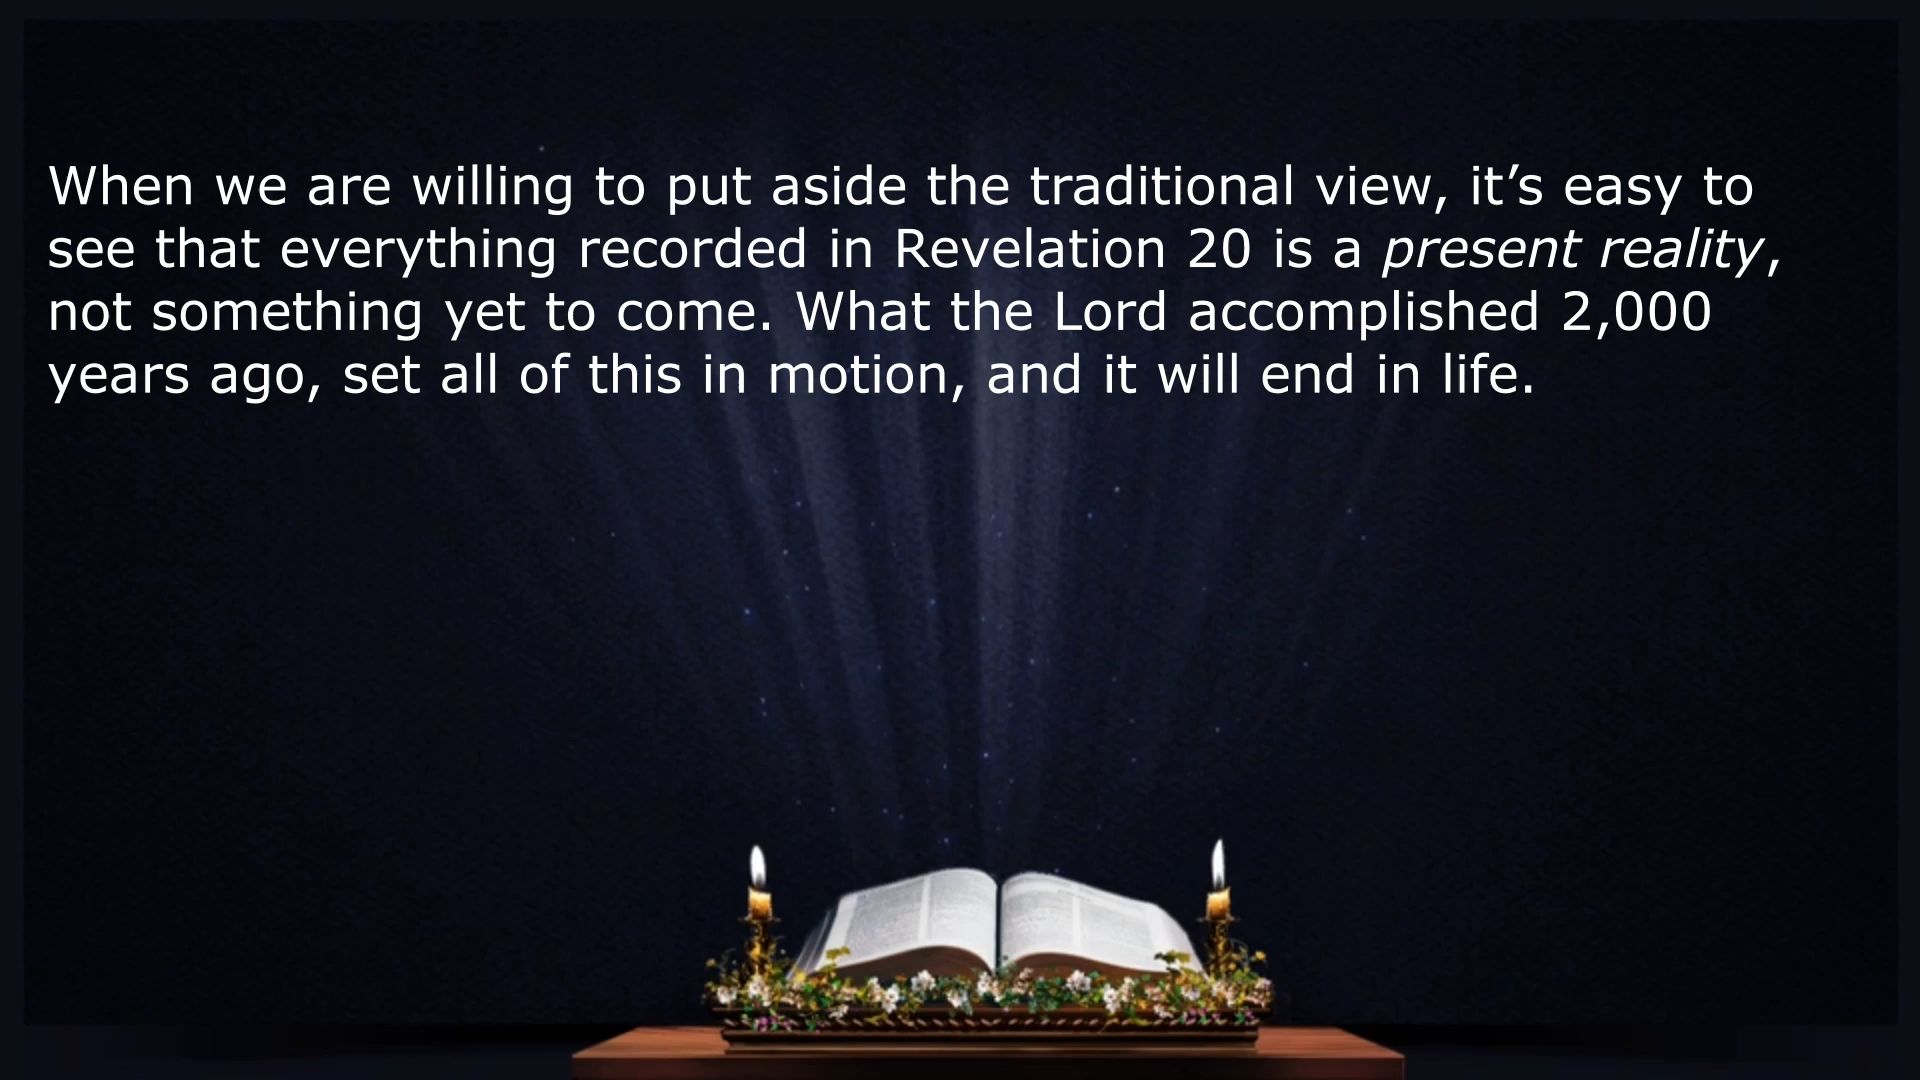 When we are willing to put aside the traditional view, it’s easy to
see that everything recorded in Revelation 20 is a present reality,
not something yet to come. What the Lord accomplished 2,000
years ago, set all of this in motion, and it will end in life.